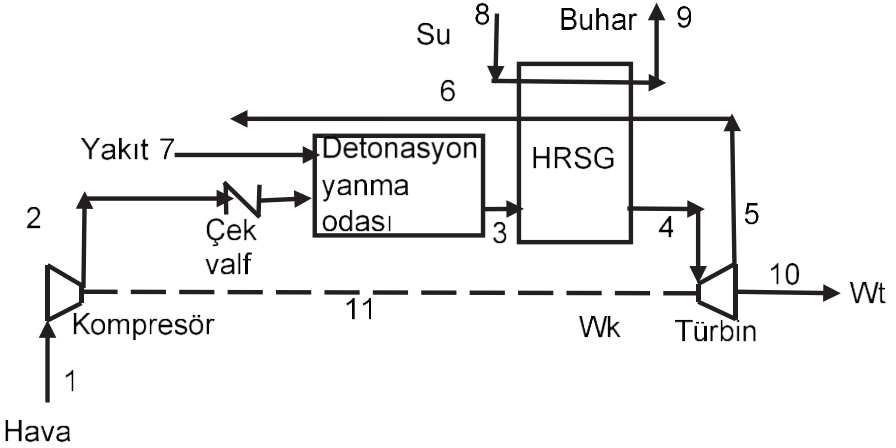 8
Buhar
9
Su
6
Yakıt 7
Detonasyon
yanma
odası
HRSG
2
Çek
valf
3
4
5
10
Wt
11
Kompresör
Wk
Türbin
1
Hava